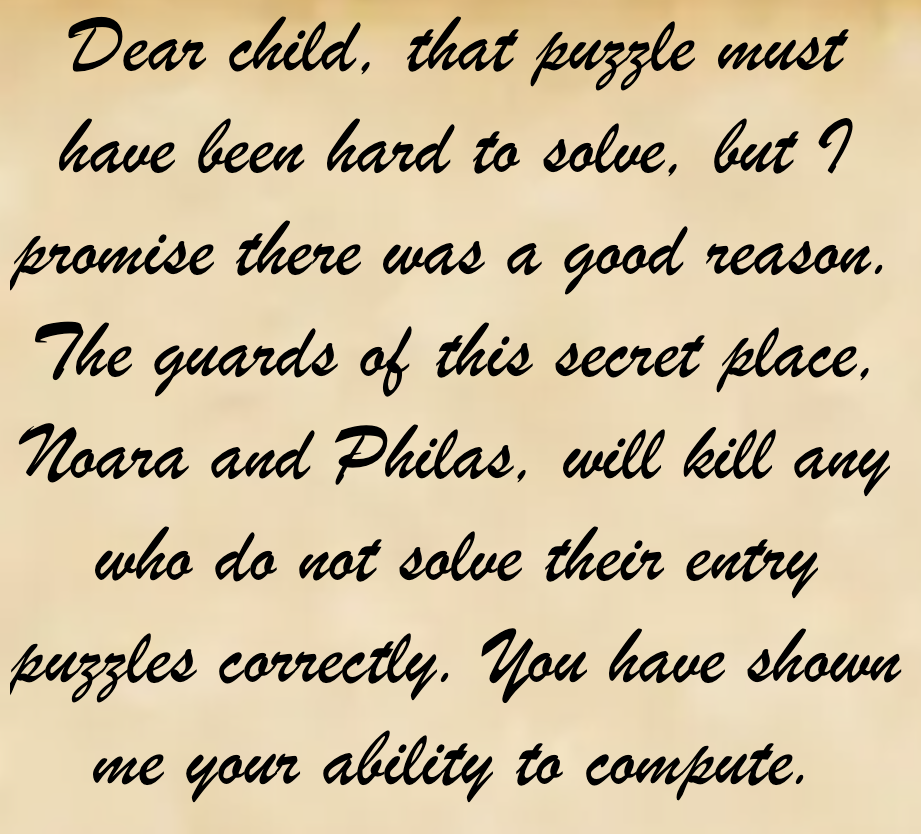 Dear child, that puzzle must
have been hard to solve, but I
promise there was a good reason.
The guards of this secret place,
Noara and Philas, will kill any
who do not solve their entry
puzzles correctly. You have shown
me your ability to compute.